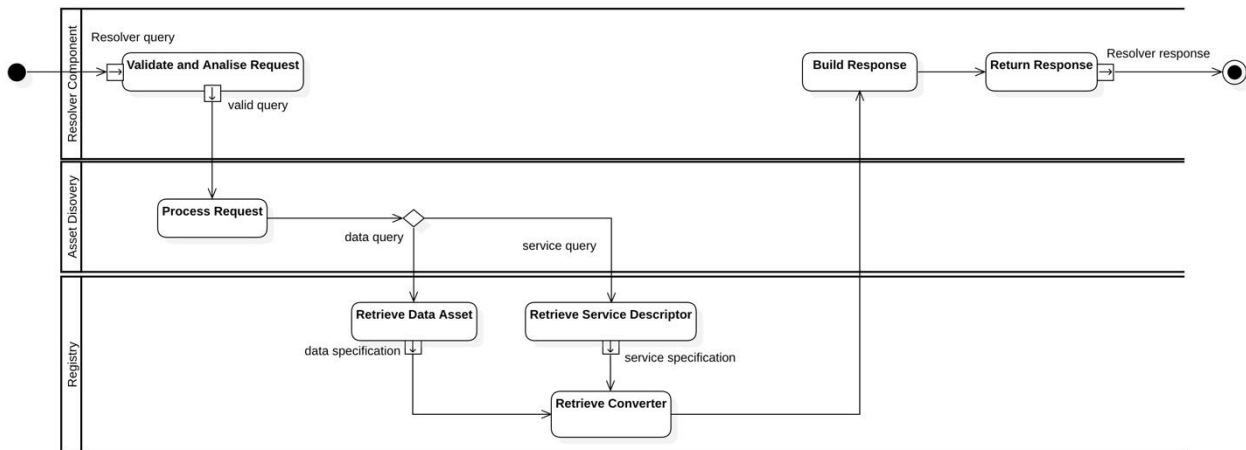 Resolver Component
Resolver query
Validate and Analise Request
valid query
Build Response
Return Response
Resolver response
Asset Disovery
Process Request
data query
service query
Registry
Retrieve Data Asset
data specification
Retrieve Service Descriptor
service specification
Retrieve Converter